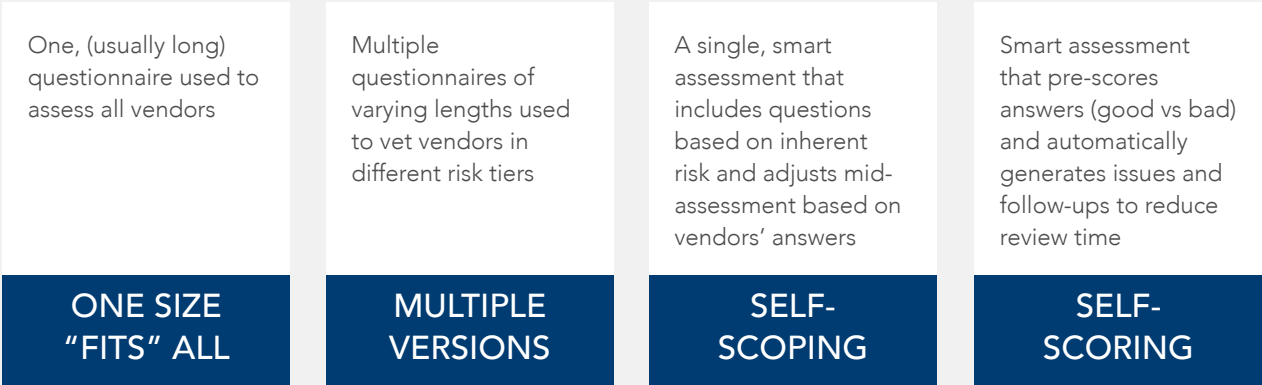 One, (usually long)
questionnaire used to
assess all vendors
ONE SIZE
“FITS” ALL
Multiple
questionnaires of
varying lengths used
to vet vendors in
different risk tiers
MULTIPLE
VERSIONS
A single, smart
assessment that
includes questions
based on inherent
risk and adjusts mid-
assessment based on
vendors’ answers
SELF-
SCOPING
Smart assessment
that pre-scores
answers (good vs bad)
and automatically
generates issues and
follow-ups to reduce
review time
SELF-
SCORING